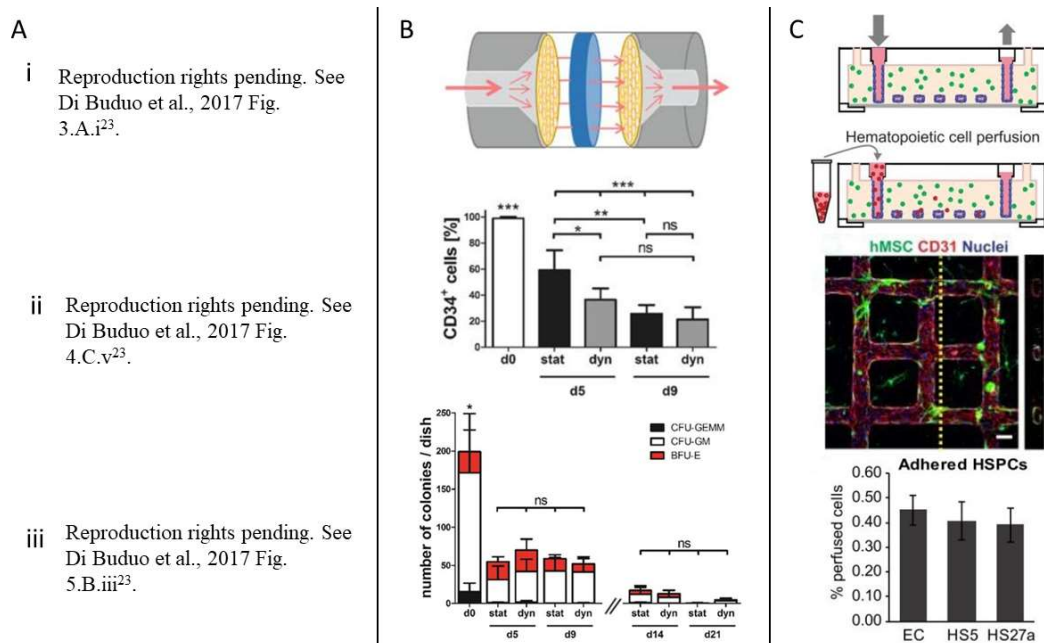 A
i
Reproduction rights pending. See
Di Buduo et al., 2017 Fig.
3.A.i²³.
ii
Reproduction rights pending. See
Di Buduo et al., 2017 Fig.
4.C.v²³.
iii
Reproduction rights pending. See
Di Buduo et al., 2017 Fig.
5.B.iii²³.
B
CD34⁺ cells [%]
100
80
60
40
20
0
***
***
**
*
ns
ns
d0 stat dyn stat dyn
d5 d9
number of colonies / dish
250
200
150
100
50
0
*
CFU-GEMM
CFU-GM
BFU-E
ns
ns
d0 stat dyn stat dyn stat dyn stat dyn
d5 d9 d14 d21
C
Hematopoietic cell perfusion
hMSC CD31 Nuclei
Adhered HSPCs
% perfused cells
0.60
0.50
0.40
0.30
0.20
0.10
0.00
EC HS5 HS27a